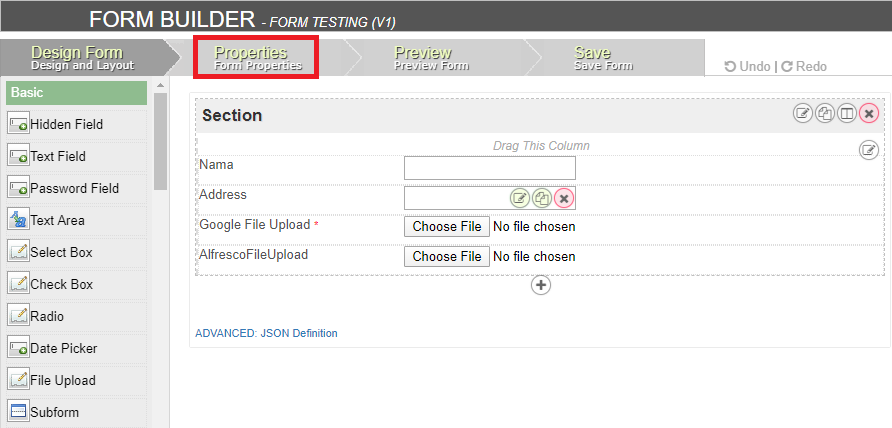 FORM BUILDER - FORM TESTING (V1)
Design Form
Design and Layout
Properties
Form Properties
Preview
Preview Form
Save
Save Form
Undo | Redo
Basic
Hidden Field
Text Field
Password Field
Text Area
Select Box
Check Box
Radio
Date Picker
File Upload
Subform
Section
Drag This Column
Nama
Address
Google File Upload *
Choose File No file chosen
AlfrescoFileUpload
Choose File No file chosen
ADVANCED: JSON Definition